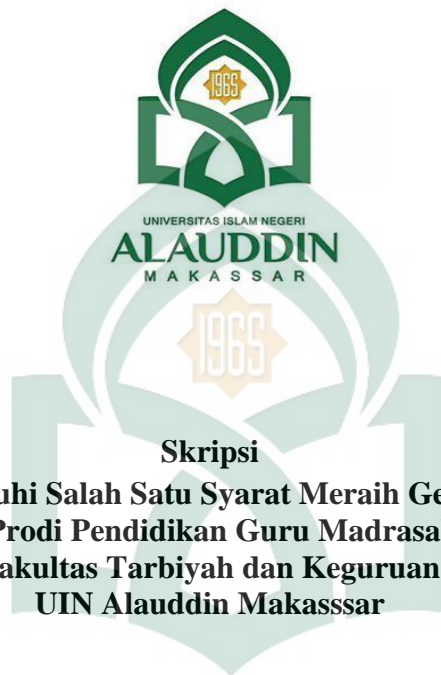 1965
UNIVERSITAS ISLAM NEGERI
ALAUDDIN
MAKASSAR
1965
Skripsi
Salah Satu Syarat Meraih
Prodi Pendidikan Guru
Tarbiyah dan Keguruan
UIN Alauddin Makasssar